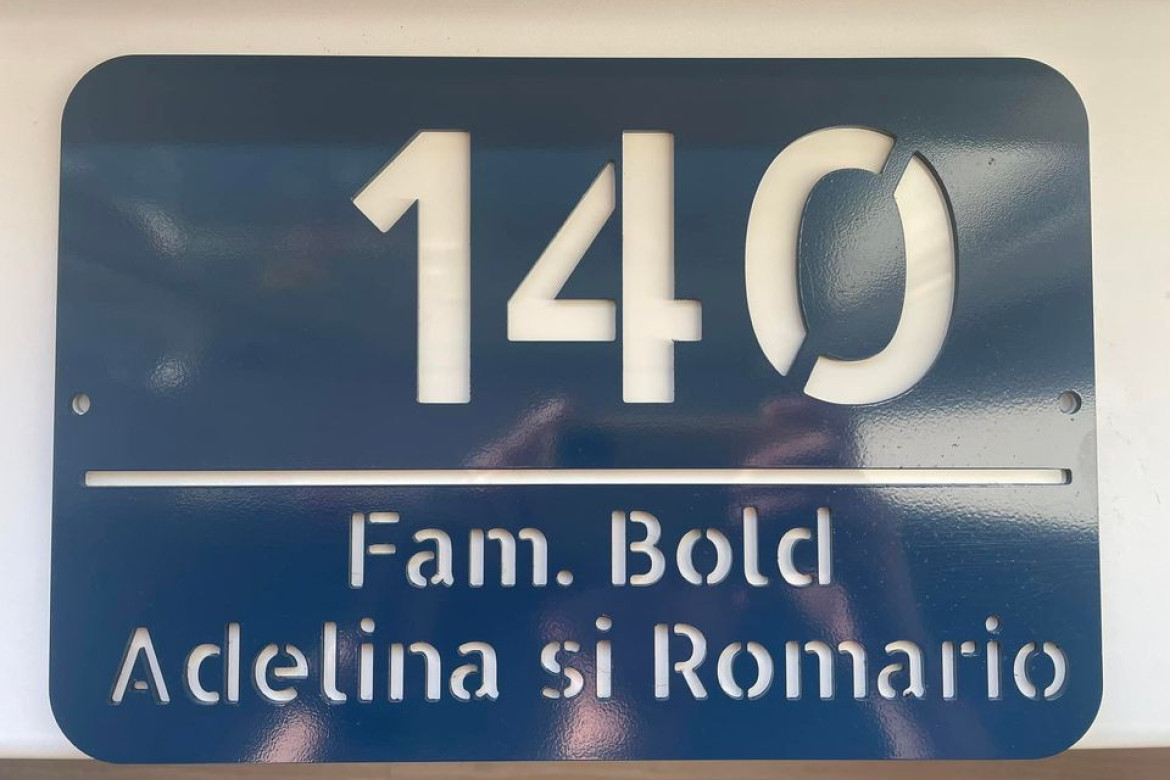 140
Fam. Bold
Adelina si Romario